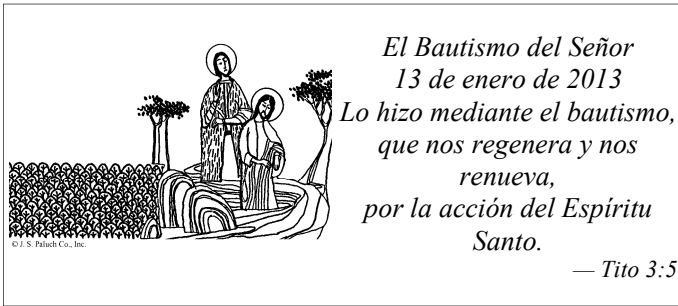 El Bautismo del Señor
13 de enero de 2013
Lo hizo mediante el bautismo,
que nos regenera y nos
renueva,
por la acción del Espíritu
Santo.
— Tito 3:5
© J. S. Paluch Co., Inc.